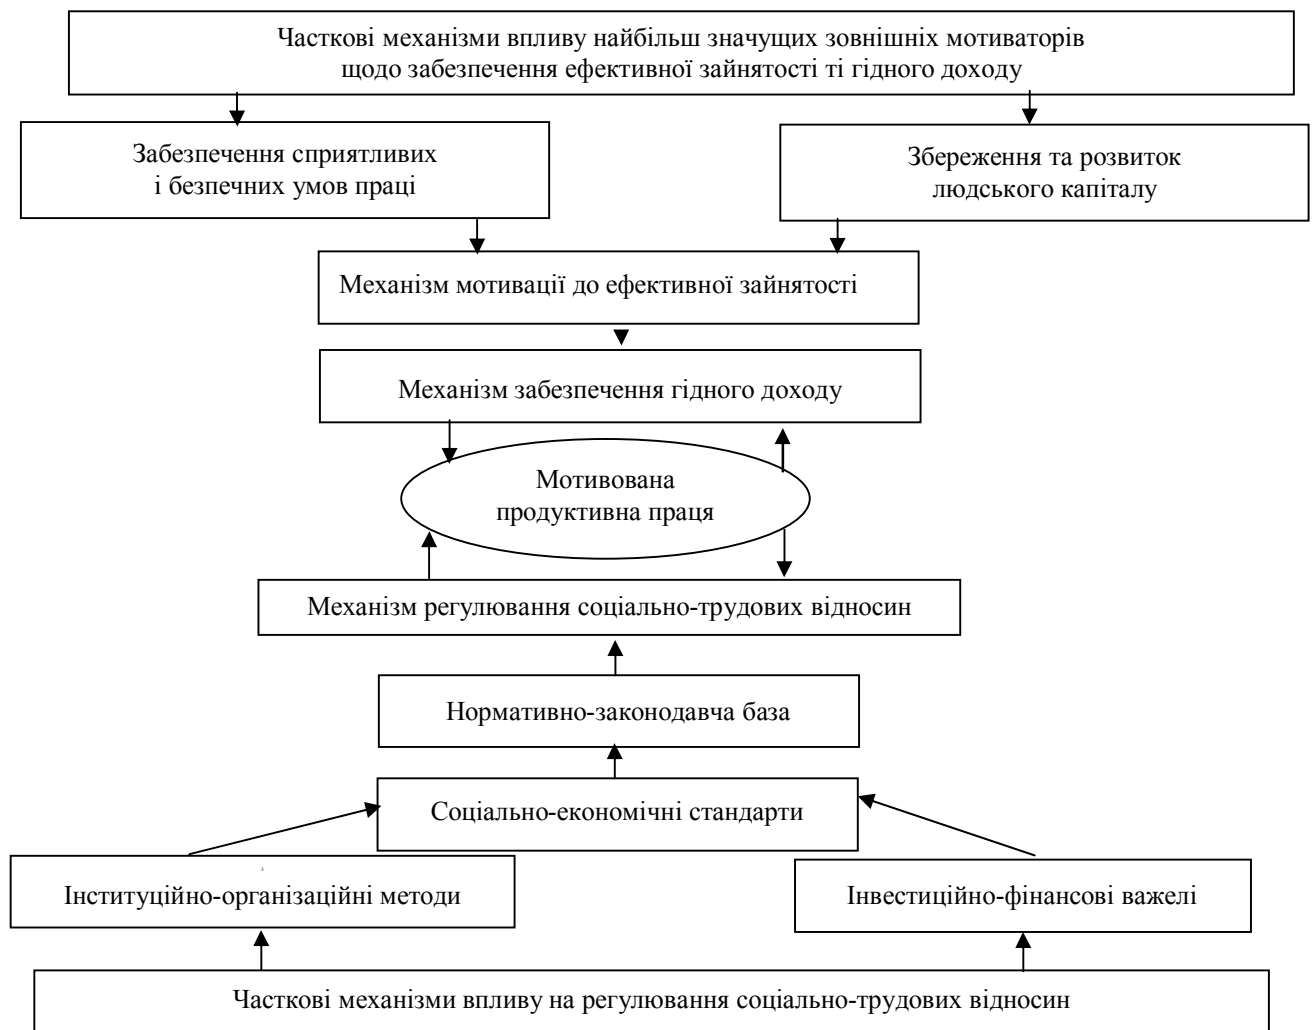 Часткові механізми впливу найбільш значущих зовнішніх мотиваторів
щодо забезпечення ефективної зайнятості ті гідного доходу
Забезпечення сприятливих
і безпечних умов праці
Збереження та розвиток
людського капіталу
Механізм мотивації до ефективної зайнятості
Механізм забезпечення гідного доходу
Мотивована
продуктивна праця
Механізм регулювання соціально-трудових відносин
Нормативно-законодавча база
Соціально-економічні стандарти
Інституційно-організаційні методи
Інвестиційно-фінансові важелі
Часткові механізми впливу на регулювання соціально-трудових відносин